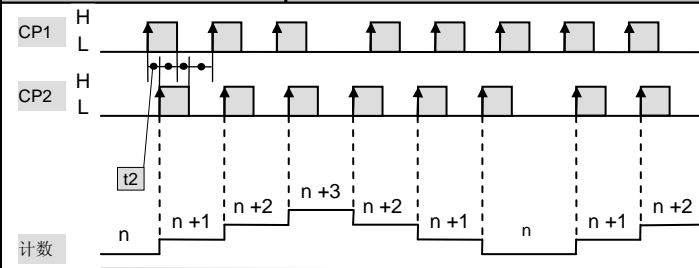 CP1 H
L
CP2 H
L
t2
n n +1 n +2 n +3 n +2 n +1 n n +1 n +2
计数